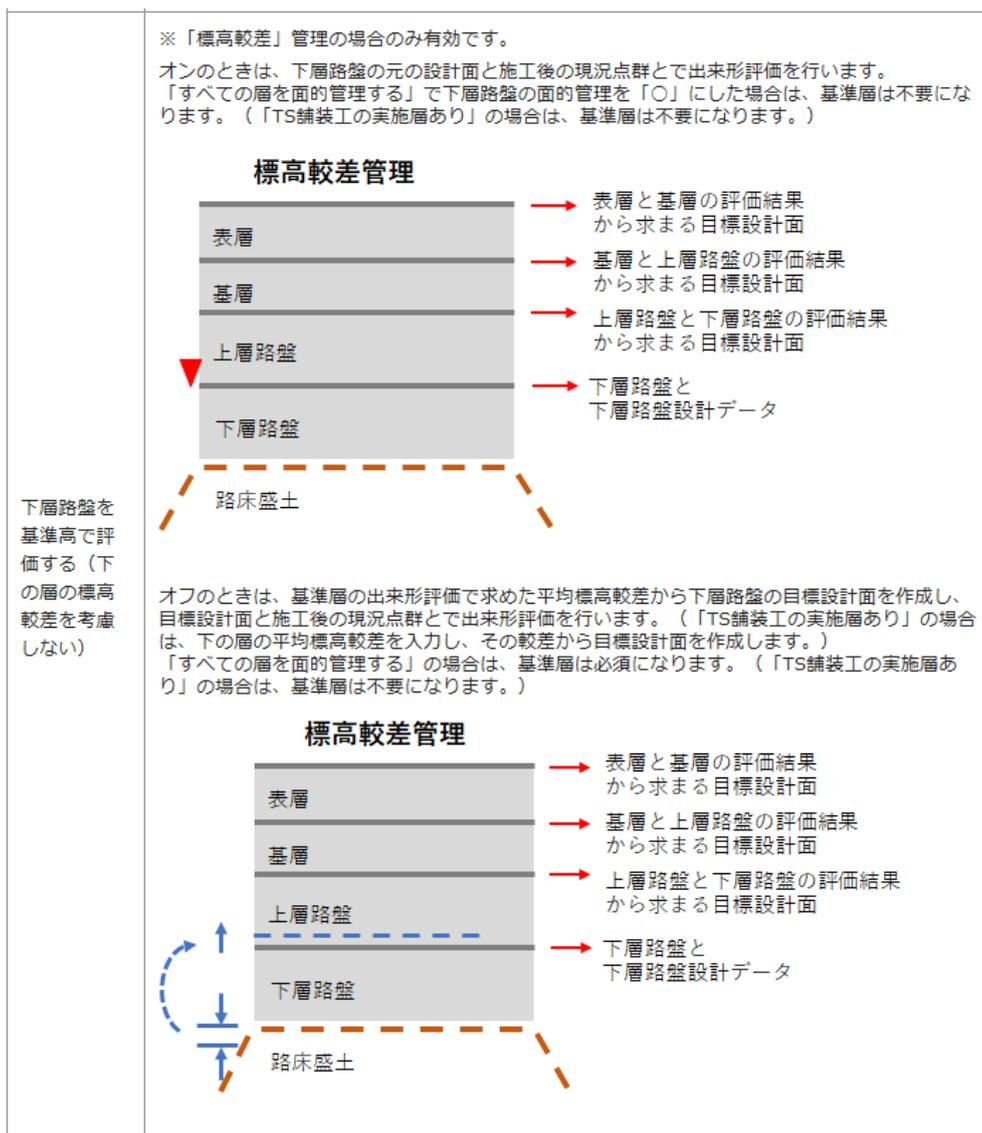 下層路盤を
基準高で評
価する（下
の層の標高
較差を考慮
しない）
※「標高較差」管理の場合のみ有効です。
オンのときは、下層路盤の元の設計面と施工後の現況点群とで出来形評価を行います。
「すべての層を面的管理する」で下層路盤の面的管理を「○」にした場合は、基準層は不要にな
ります。（「TS舗装工の実施層あり」の場合は、基準層は不要になります。）
標高較差管理
表層
基層
上層路盤
下層路盤
路床盛土
表層と基層の評価結果
から求まる目標設計面
基層と上層路盤の評価結果
から求まる目標設計面
上層路盤と下層路盤の評価結果
から求まる目標設計面
下層路盤と
下層路盤設計データ
オフのときは、基準層の出来形評価で求めた平均標高較差から下層路盤の目標設計面を作成し、
目標設計面と施工後の現況点群とで出来形評価を行います。（「TS舗装工の実施層あり」の場合
は、下の層の平均標高較差を入力し、その較差から目標設計面を作成します。）
「すべての層を面的管理する」の場合は、基準層は必須になります。（「TS舗装工の実施層あ
り」の場合は、基準層は不要になります。）
標高較差管理
表層
基層
上層路盤
下層路盤
路床盛土
表層と基層の評価結果
から求まる目標設計面
基層と上層路盤の評価結果
から求まる目標設計面
上層路盤と下層路盤の評価結果
から求まる目標設計面
下層路盤と
下層路盤設計データ